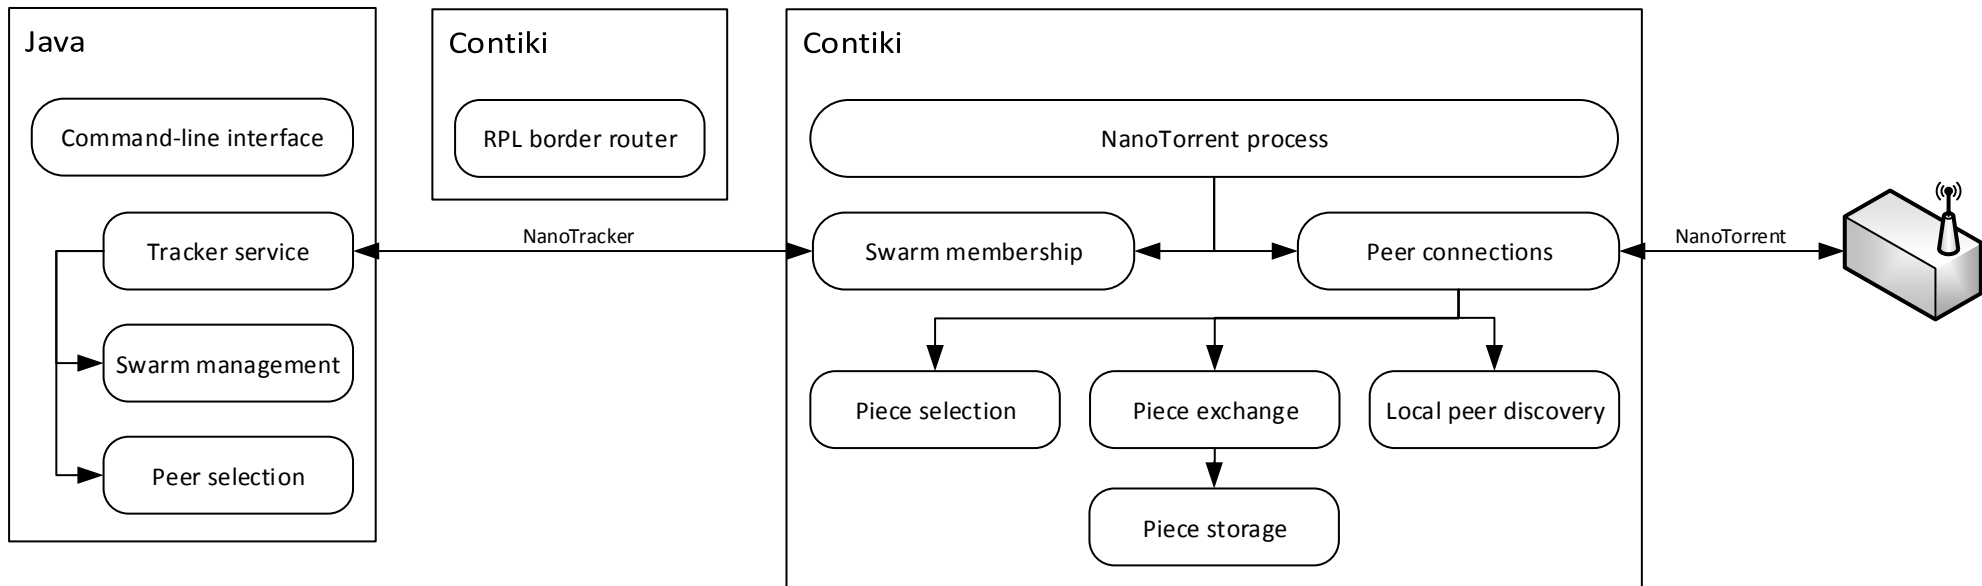 Java
Command-line interface
Tracker service
Swarm management
Peer selection
Contiki
RPL border router
NanoTracker
Contiki
NanoTorrent process
Swarm membership
Peer connections
Piece selection
Piece exchange
Local peer discovery
Piece storage
NanoTorrent